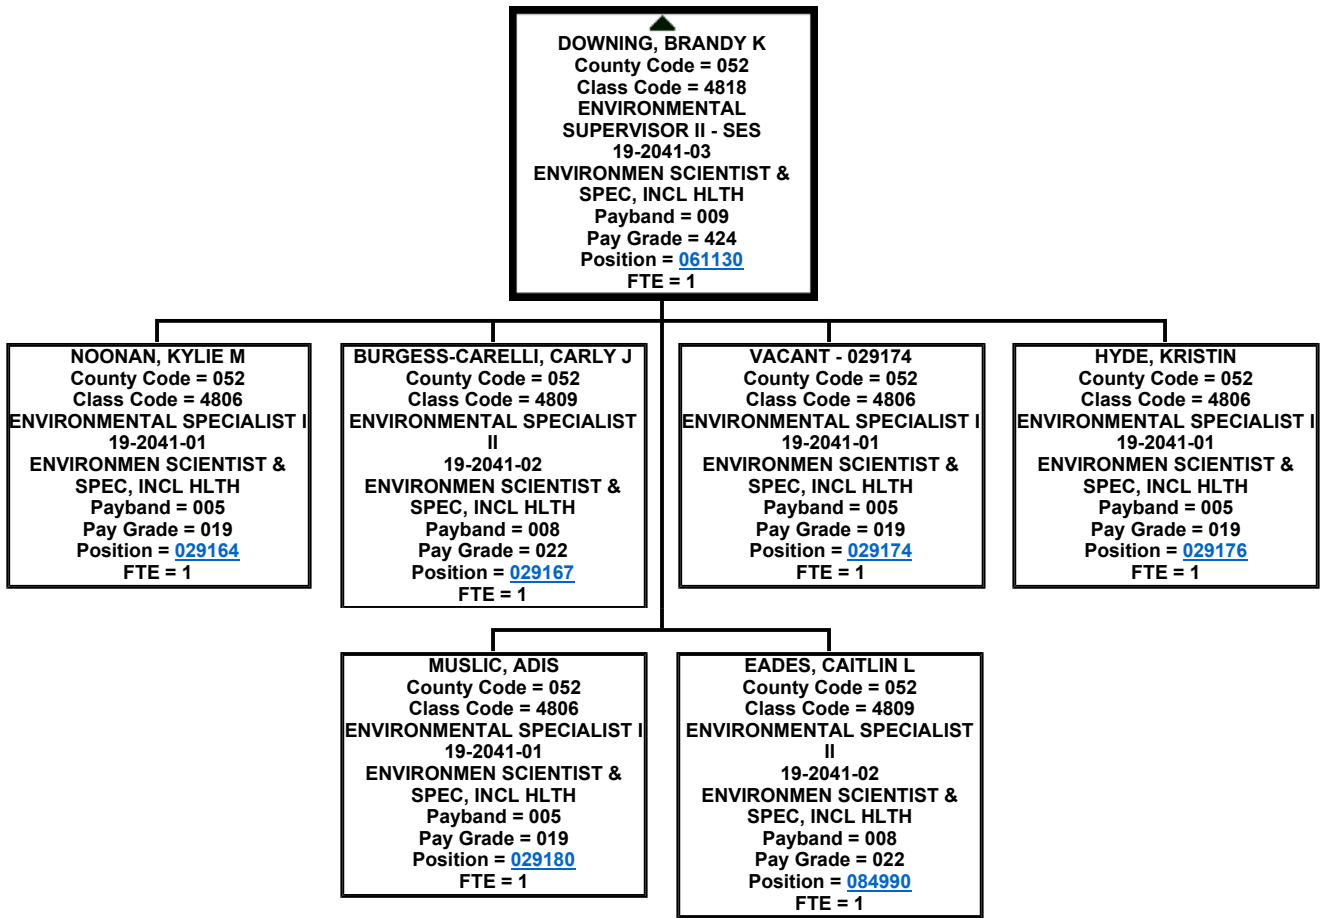 DOWNING, BRANDY K
County Code = 052
Class Code = 4818
ENVIRONMENTAL
SUPERVISOR II - SES
19-2041-03
ENVIRONMEN SCIENTIST &
SPEC, INCL HLTH
Payband = 009
Pay Grade = 424
Position = 061130
FTE = 1
NOONAN, KYLIE M
County Code = 052
Class Code = 4806
ENVIRONMENTAL SPECIALIST I
19-2041-01
ENVIRONMEN SCIENTIST &
SPEC, INCL HLTH
Payband = 005
Pay Grade = 019
Position = 029164
FTE = 1
BURGESS-CARELLI, CARLY J
County Code = 052
Class Code = 4809
ENVIRONMENTAL SPECIALIST
II
19-2041-02
ENVIRONMEN SCIENTIST &
SPEC, INCL HLTH
Payband = 008
Pay Grade = 022
Position = 029167
FTE = 1
VACANT - 029174
County Code = 052
Class Code = 4806
ENVIRONMENTAL SPECIALIST I
19-2041-01
ENVIRONMEN SCIENTIST &
SPEC, INCL HLTH
Payband = 005
Pay Grade = 019
Position = 029174
FTE = 1
HYDE, KRISTIN
County Code = 052
Class Code = 4806
ENVIRONMENTAL SPECIALIST I
19-2041-01
ENVIRONMEN SCIENTIST &
SPEC, INCL HLTH
Payband = 005
Pay Grade = 019
Position = 029176
FTE = 1
MUSLIC, ADIS
County Code = 052
Class Code = 4806
ENVIRONMENTAL SPECIALIST I
19-2041-01
ENVIRONMEN SCIENTIST &
SPEC, INCL HLTH
Payband = 005
Pay Grade = 019
Position = 029180
FTE = 1
EADES, CAITLIN L
County Code = 052
Class Code = 4809
ENVIRONMENTAL SPECIALIST
II
19-2041-02
ENVIRONMEN SCIENTIST &
SPEC, INCL HLTH
Payband = 008
Pay Grade = 022
Position = 084990
FTE = 1